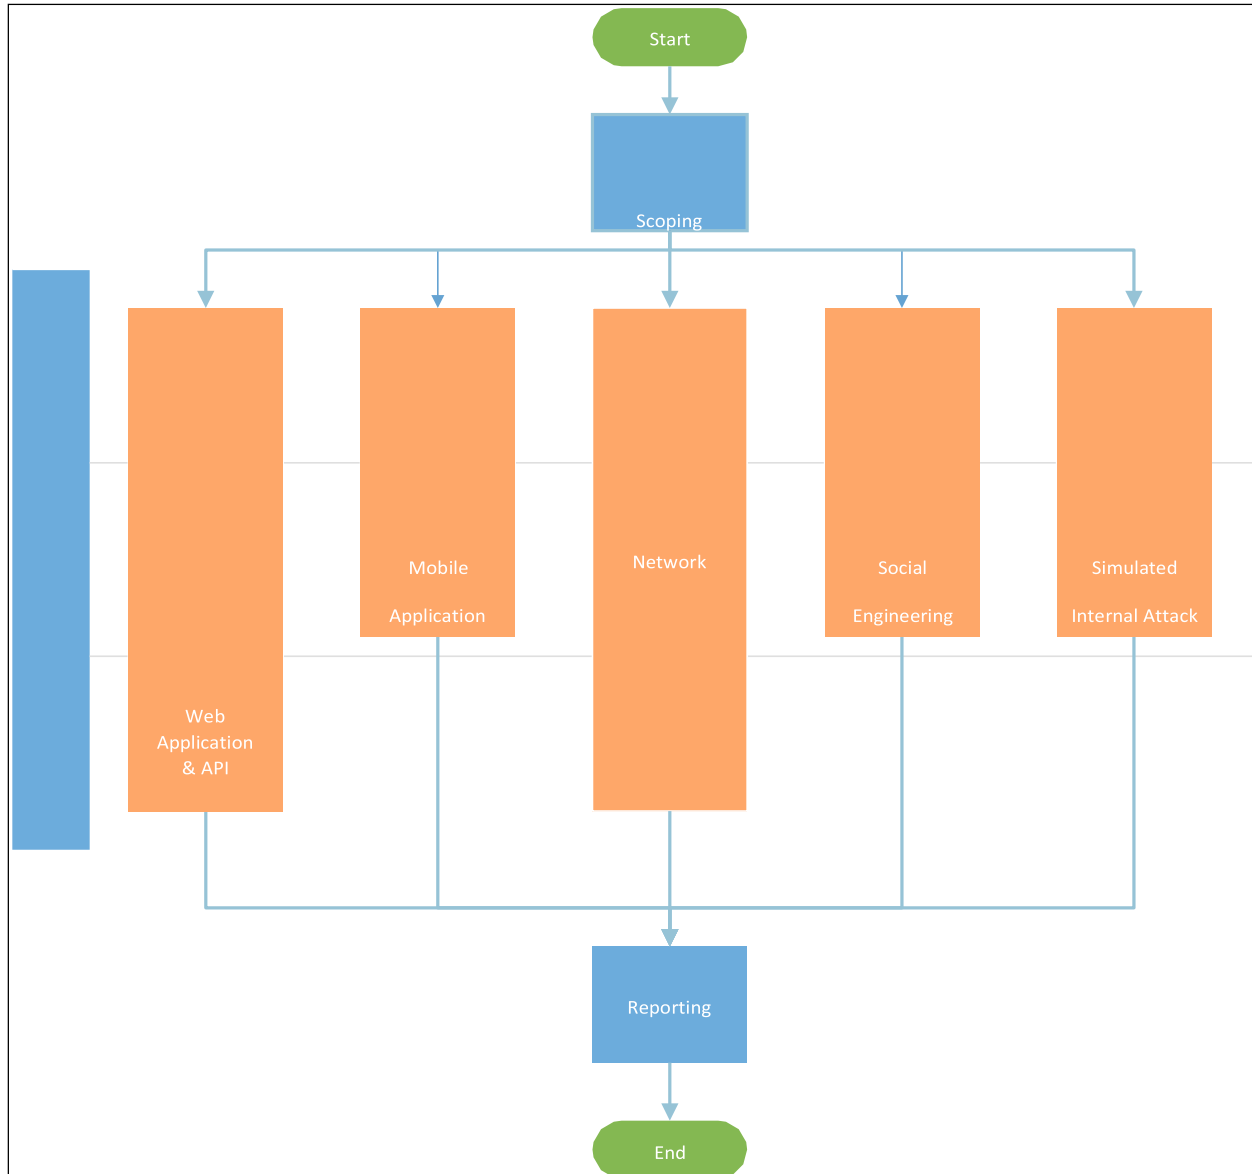 Start
Scoping
Web
Application
& API
Mobile
Application
Network
Social
Engineering
Simulated
Internal Attack
Reporting
End